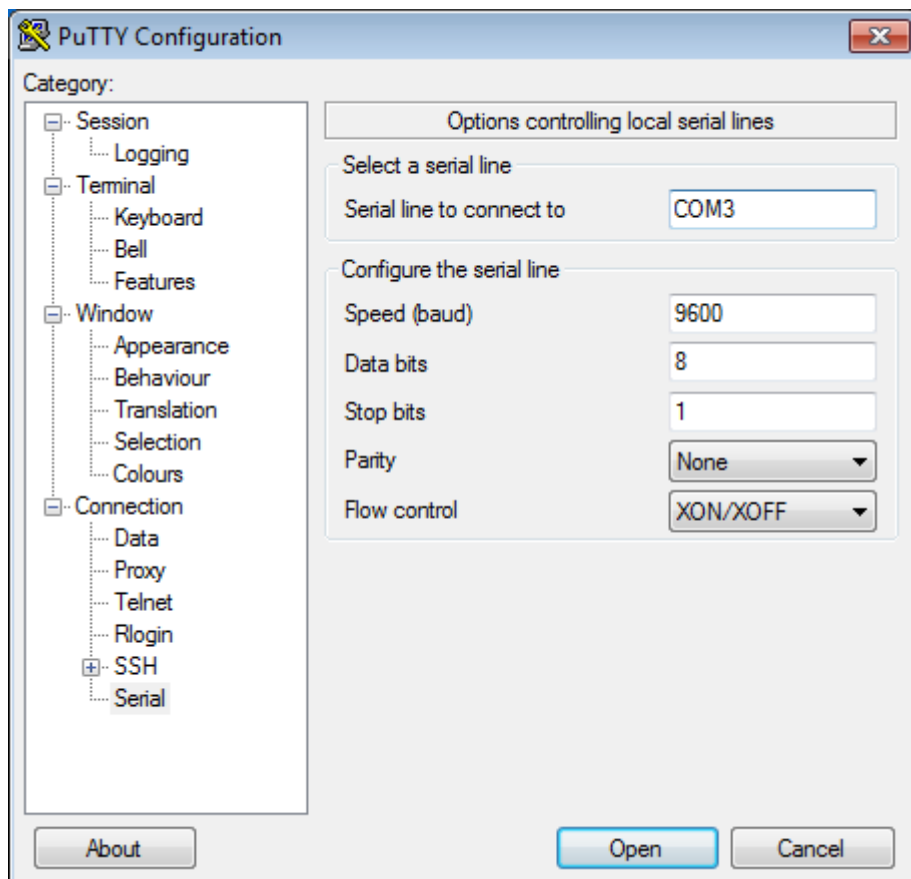 PuTTY Configuration
Category:
Session
Logging
Terminal
Keyboard
Bell
Features
Window
Appearance
Behaviour
Translation
Selection
Colours
Connection
Data
Proxy
Telnet
Rlogin
SSH
Serial
Options controlling local serial lines
Select a serial line
Serial line to connect to COM3
Configure the serial line
Speed (baud) 9600
Data bits 8
Stop bits 1
Parity None
Flow control XON/XOFF
About Open Cancel